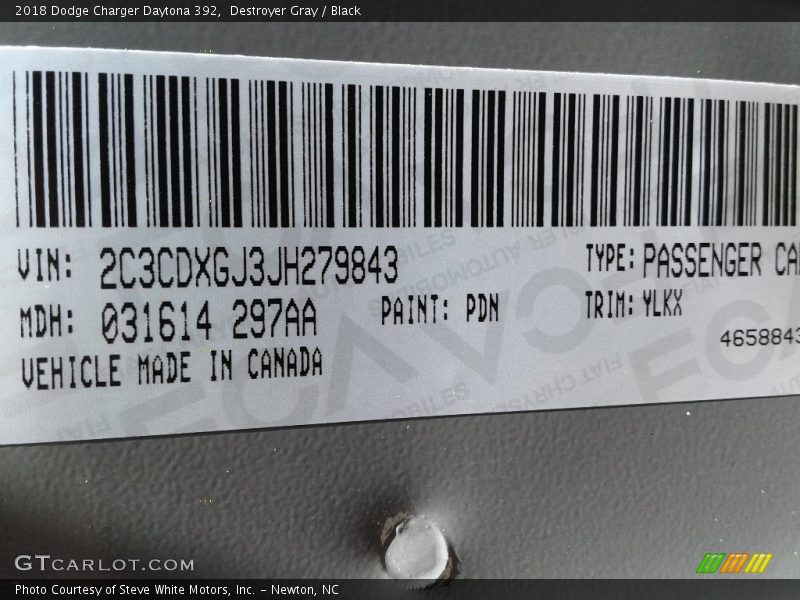 2018 Dodge Charger Daytona 392,  Destroyer Gray / Black
VIN: 2C3CDXGJ3JH279843 TYPE: PASSENGER CA
MDH: 031614 297AA PAINT: PDN TRIM: YLKX
465884
VEHICLE MADE IN CANADA
GTCARLOT.COM
Photo Courtesy of Steve White Motors, Inc. – Newton, NC